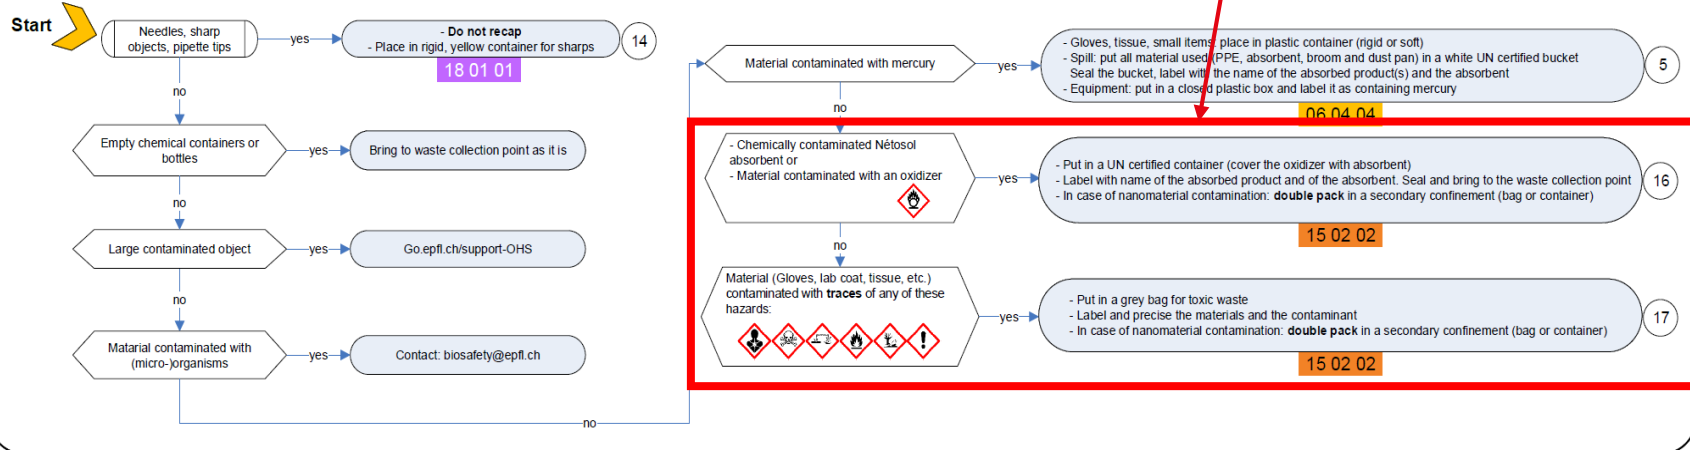 Start
Needles, sharp
objects, pipette tips
yes
- Do not recap
- Place in rigid, yellow container for sharps
14
18 01 01
no
Empty chemical containers or
bottles
yes
Bring to waste collection point as it is
no
Large contaminated object
yes
Go.epfl.ch/support-OHS
no
Matarial contaminated with
(micro-)organisms
yes
Contact: biosafety@epfl.ch
no
Material contaminated with mercury
yes
- Gloves, tissue, small items: place in plastic container (rigid or soft)
- Spill: put all material used (PPE, absorbent, broom and dust pan) in a white UN certified bucket
Seal the bucket, label with the name of the absorbed product(s) and the absorbent
- Equipment: put in a closed plastic box and label it as containing mercury
5
06 04 04
no
- Chemically contaminated Nétosol
absorbent or
- Material contaminated with an oxidizer
yes
- Put in a UN certified container (cover the oxidizer with absorbent)
- Label with name of the absorbed product and of the absorbent. Seal and bring to the waste collection point
- In case of nanomaterial contamination: double pack in a secondary confinement (bag or container)
16
15 02 02
no
Material (Gloves, lab coat, tissue, etc.)
contaminated with traces of any of these
hazards:
yes
- Put in a grey bag for toxic waste
- Label and precise the materials and the contaminant
- In case of nanomaterial contamination: double pack in a secondary confinement (bag or container)
17
15 02 02